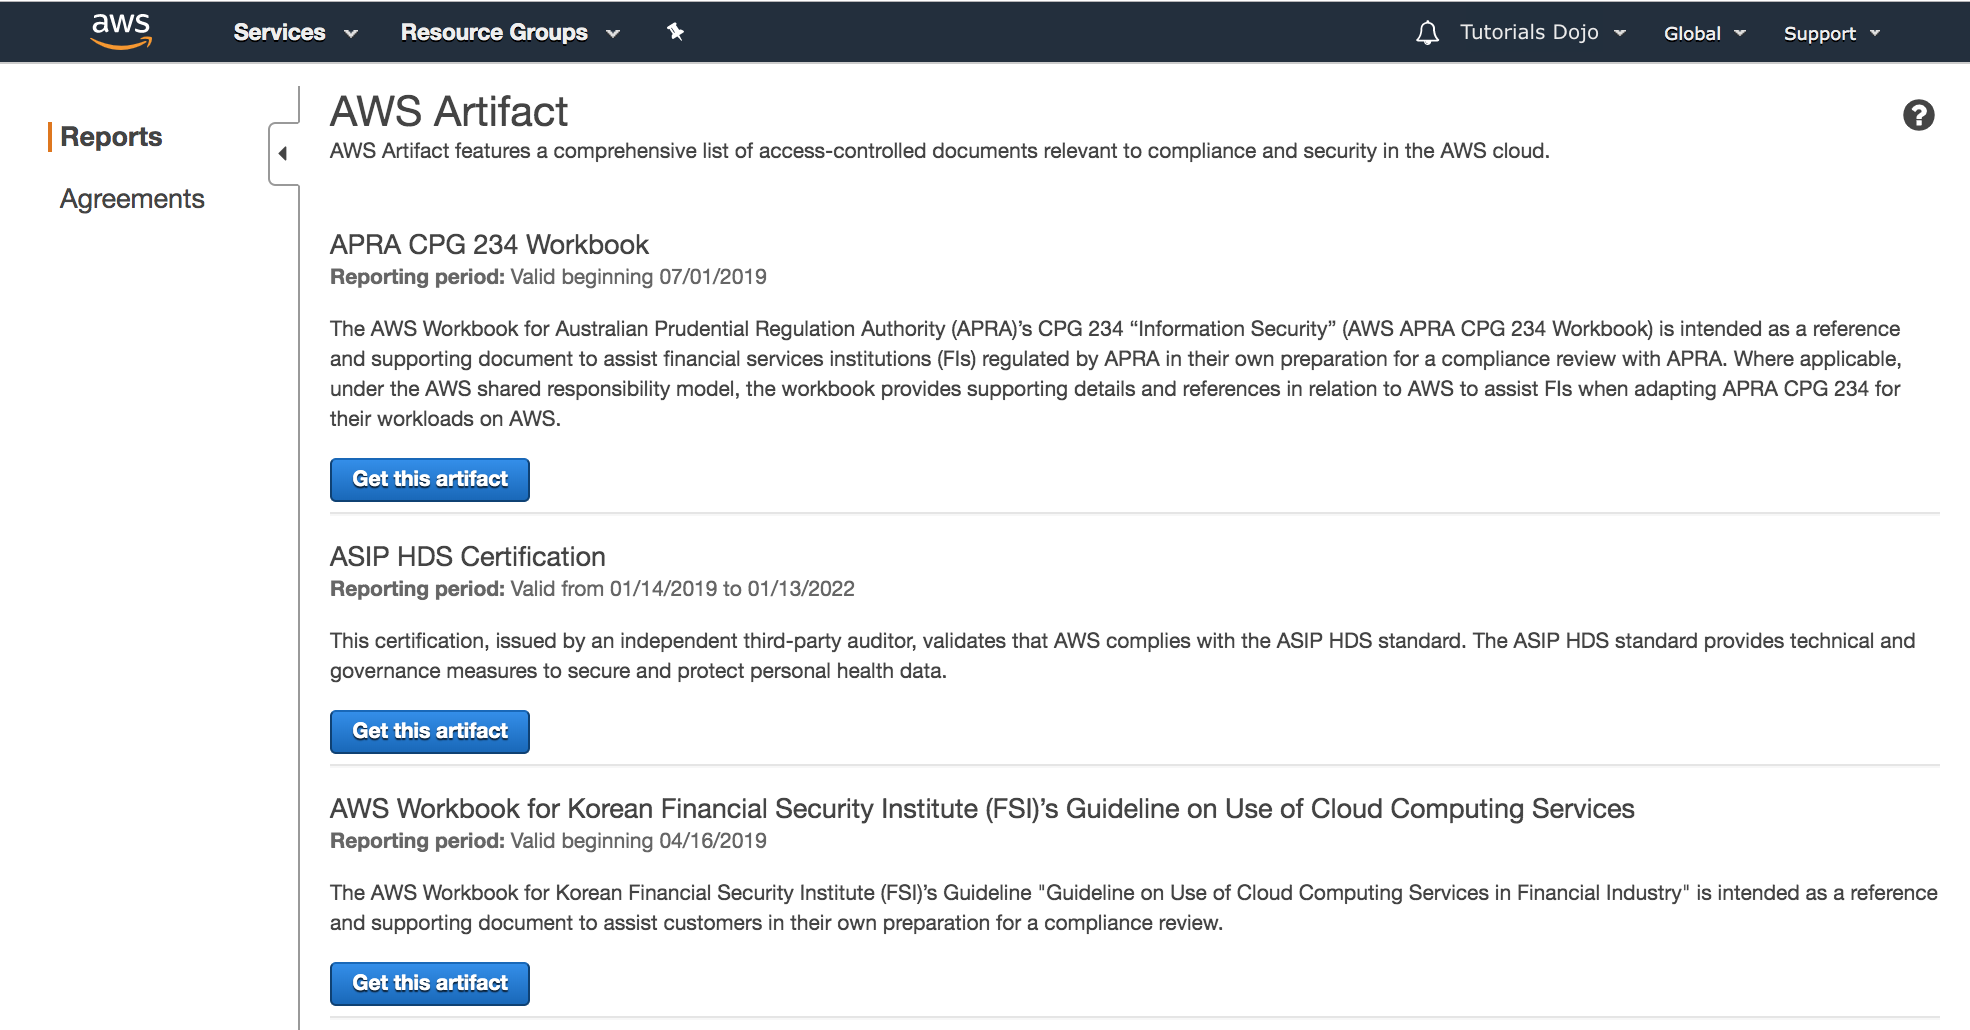 aws Services Resource Groups Tutorials Dojo Global Support
Reports
Agreements
AWS Artifact
?
AWS Artifact features a comprehensive list of access-controlled documents relevant to compliance and security in the AWS cloud.
APRA CPG 234 Workbook
Reporting period: Valid beginning 07/01/2019
The AWS Workbook for Australian Prudential Regulation Authority (APRA)’s CPG 234 “Information Security” (AWS APRA CPG 234 Workbook) is intended as a reference
and supporting document to assist financial services institutions (FIs) regulated by APRA in their own preparation for a compliance review with APRA. Where applicable,
under the AWS shared responsibility model, the workbook provides supporting details and references in relation to AWS to assist FIs when adapting APRA CPG 234 for
their workloads on AWS.
Get this artifact
ASIP HDS Certification
Reporting period: Valid from 01/14/2019 to 01/13/2022
This certification, issued by an independent third-party auditor, validates that AWS complies with the ASIP HDS standard. The ASIP HDS standard provides technical and
governance measures to secure and protect personal health data.
Get this artifact
AWS Workbook for Korean Financial Security Institute (FSI)’s Guideline on Use of Cloud Computing Services
Reporting period: Valid beginning 04/16/2019
The AWS Workbook for Korean Financial Security Institute (FSI)’s Guideline "Guideline on Use of Cloud Computing Services in Financial Industry" is intended as a reference
and supporting document to assist customers in their own preparation for a compliance review.
Get this artifact